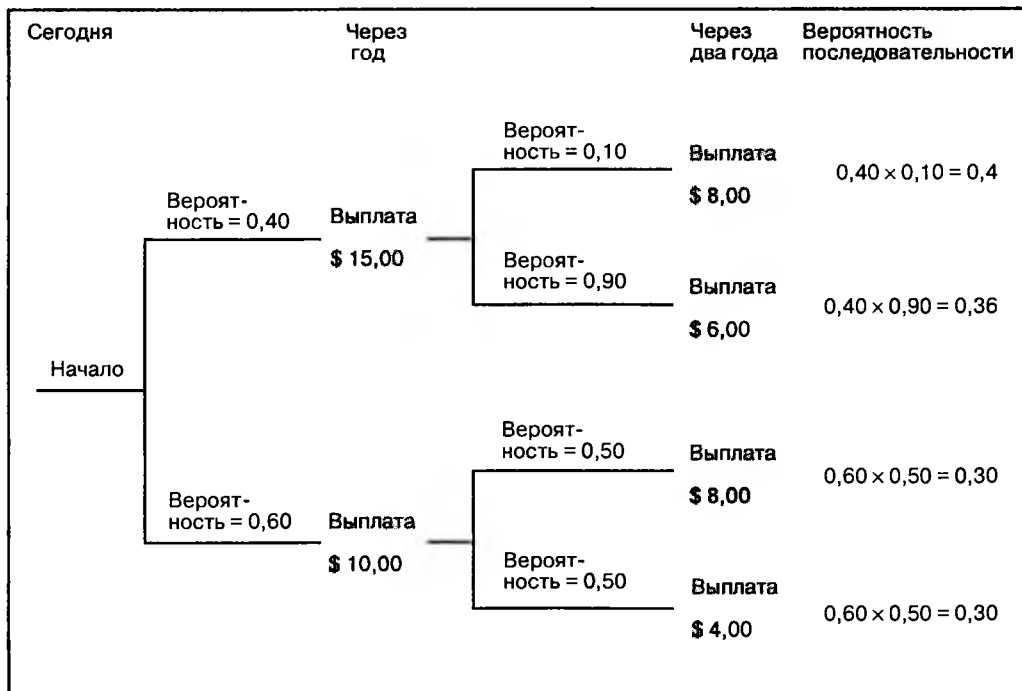 Сегодня
Через
год
Через
два года
Вероятность
последовательности
Вероят-
ность = 0,10
Выплата
$ 8,00
0,40 × 0,10 = 0,4
Вероят-
ность = 0,40
Выплата
$ 15,00
Вероят-
ность = 0,90
Выплата
$ 6,00
0,40 × 0,90 = 0,36
Начало
Вероят-
ность = 0,50
Выплата
$ 8,00
0,60 × 0,50 = 0,30
Вероят-
ность = 0,60
Выплата
$ 10,00
Вероят-
ность = 0,50
Выплата
$ 4,00
0,60 × 0,50 = 0,30